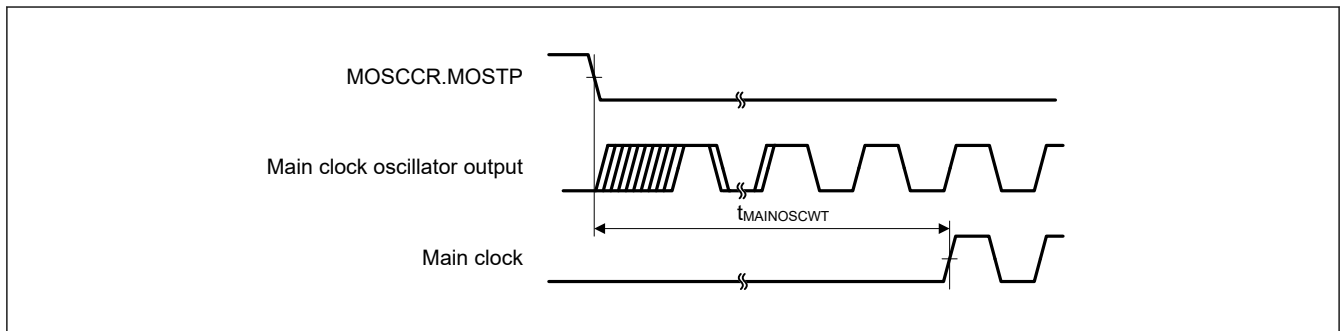 MOSCCR.MOSTP
Main clock oscillator output
tMAINOSCWT
Main clock